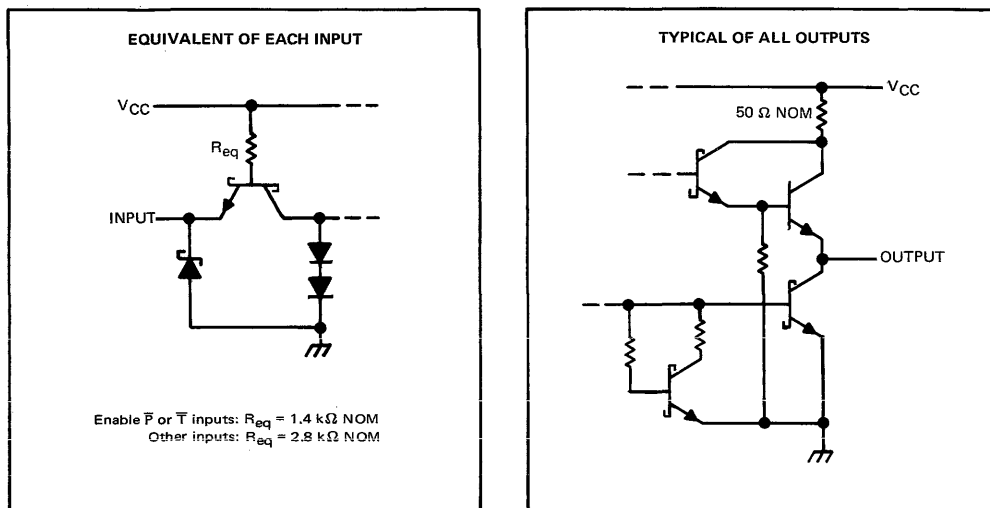 EQUIVALENT OF EACH INPUT
VCC
Req
INPUT
Enable P̅ or T̅ inputs: Req = 1.4 kΩ NOM
Other inputs: Req = 2.8 kΩ NOM
TYPICAL OF ALL OUTPUTS
VCC
50 Ω NOM
OUTPUT